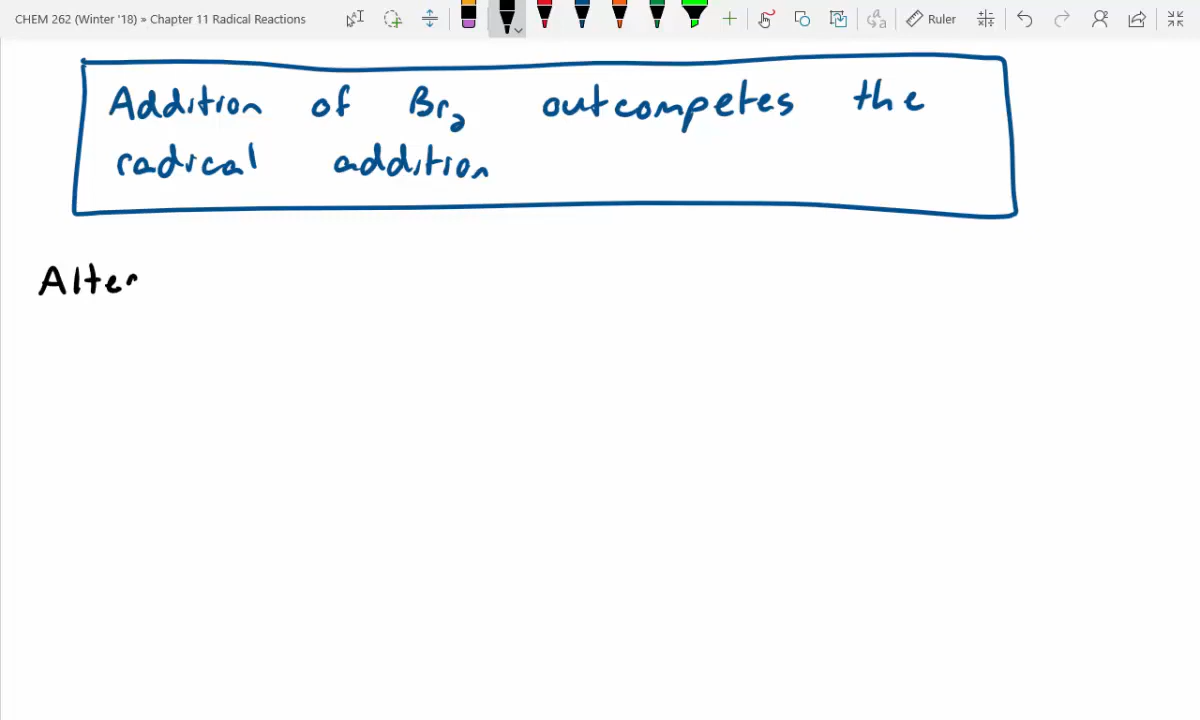 CHEM 262 (Winter '18) » Chapter 11 Radical Reactions
Ruler
Addition of Br2 outcompetes the
radical addition
Alter